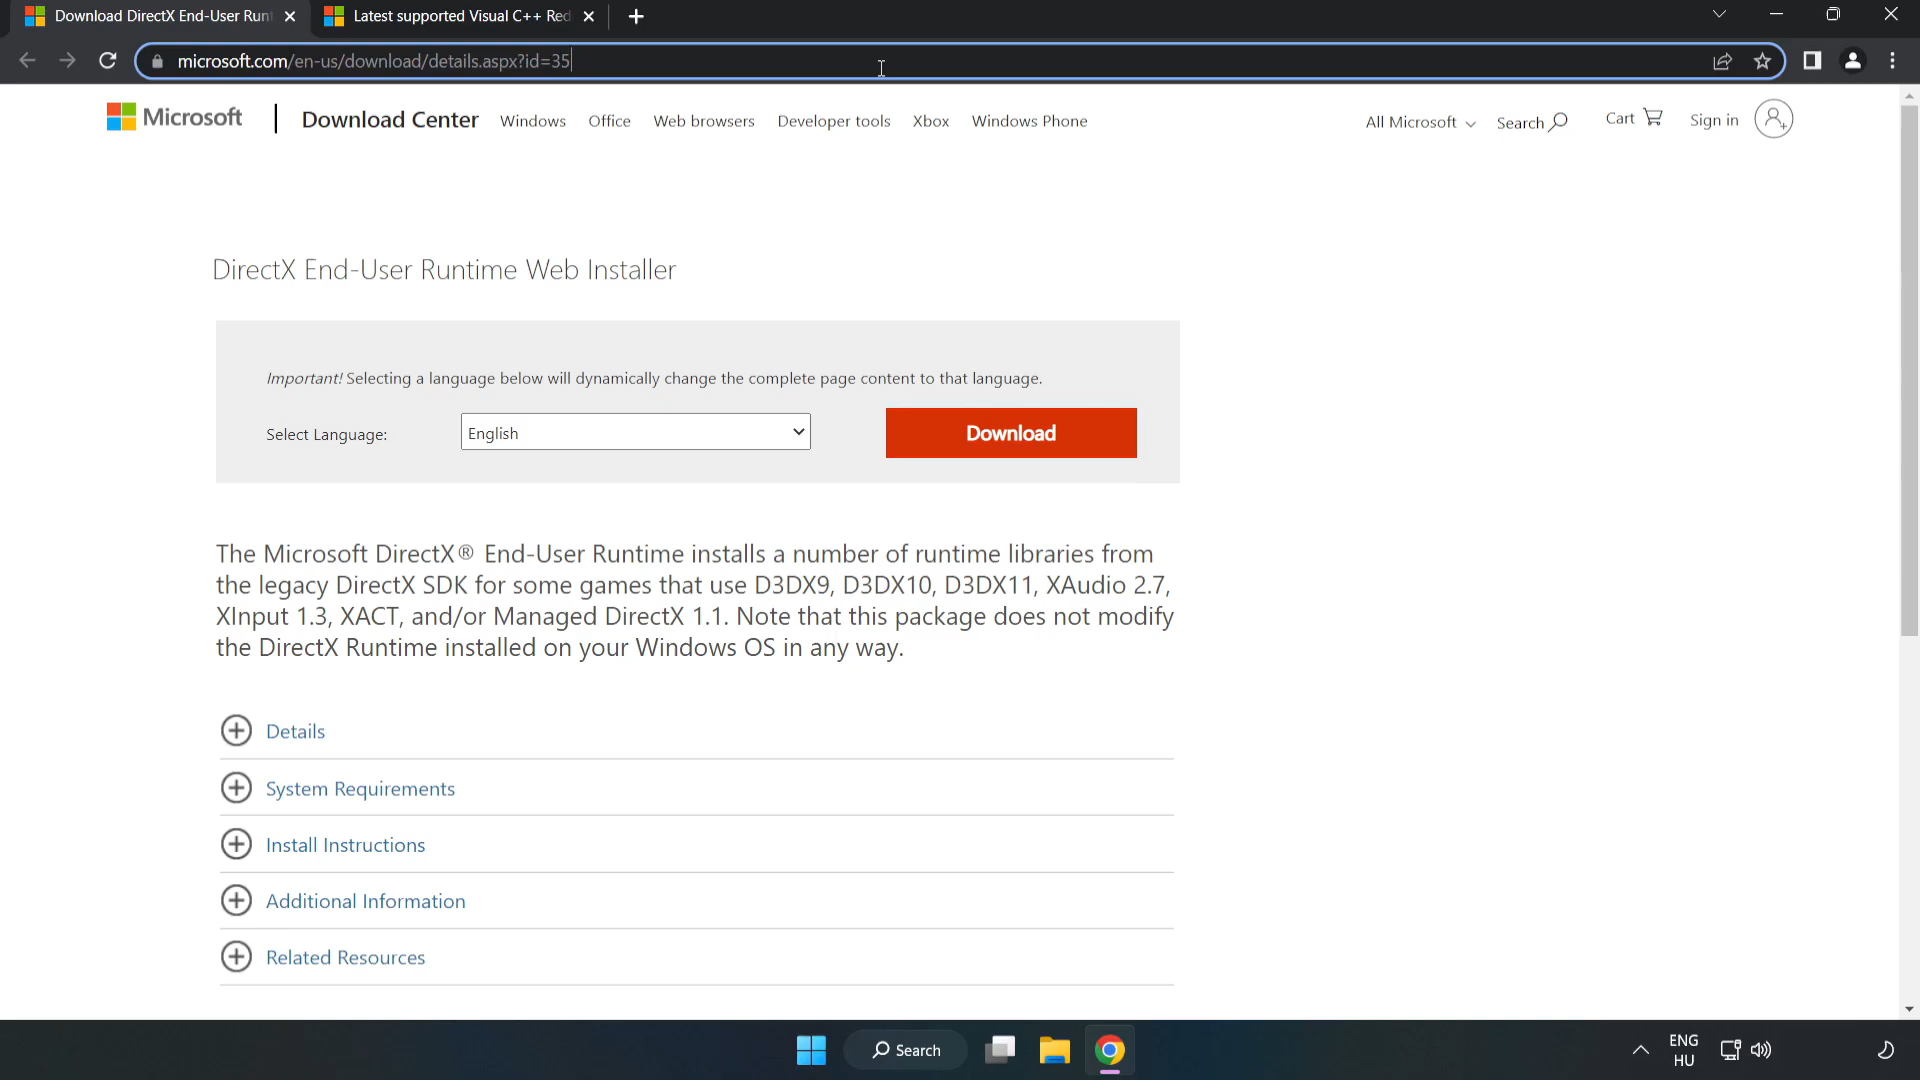 Download DirectX End-User Runt
Latest supported Visual C++ Red
microsoft.com/en-us/download/details.aspx?id=35
Microsoft
Download Center
Windows
Office
Web browsers
Developer tools
Xbox
Windows Phone
All Microsoft
Search
Cart
Sign in
DirectX End-User Runtime Web Installer
Important! Selecting a language below will dynamically change the complete page content to that language.
Select Language:
English
Download
The Microsoft DirectX® End-User Runtime installs a number of runtime libraries from
the legacy DirectX SDK for some games that use D3DX9, D3DX10, D3DX11, XAudio 2.7,
XInput 1.3, XACT, and/or Managed DirectX 1.1. Note that this package does not modify
the DirectX Runtime installed on your Windows OS in any way.
Details
System Requirements
Install Instructions
Additional Information
Related Resources
Search
ENG
HU